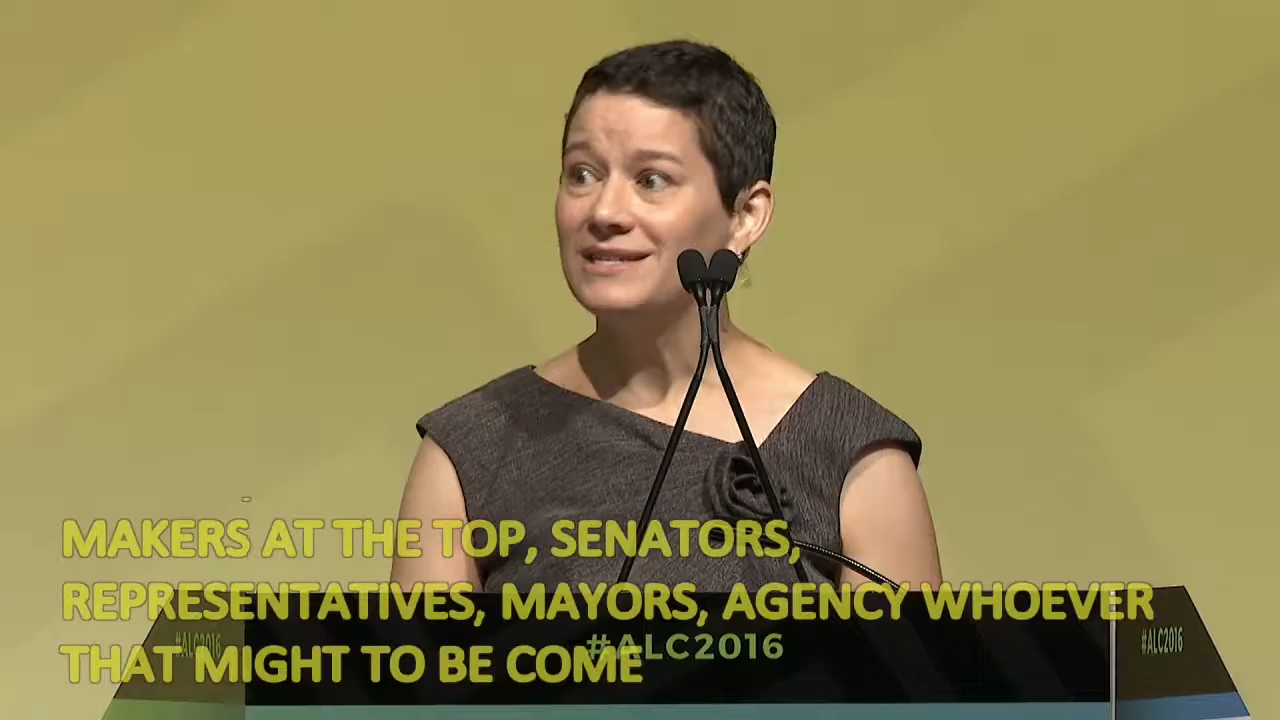 MAKERS AT THE TOP, SENATORS,
REPRESENTATIVES, MAYORS, AGENCY WHOEVER
THAT MIGHT TO BE COME
#ALC2016
#ALC2016
#ALC2016